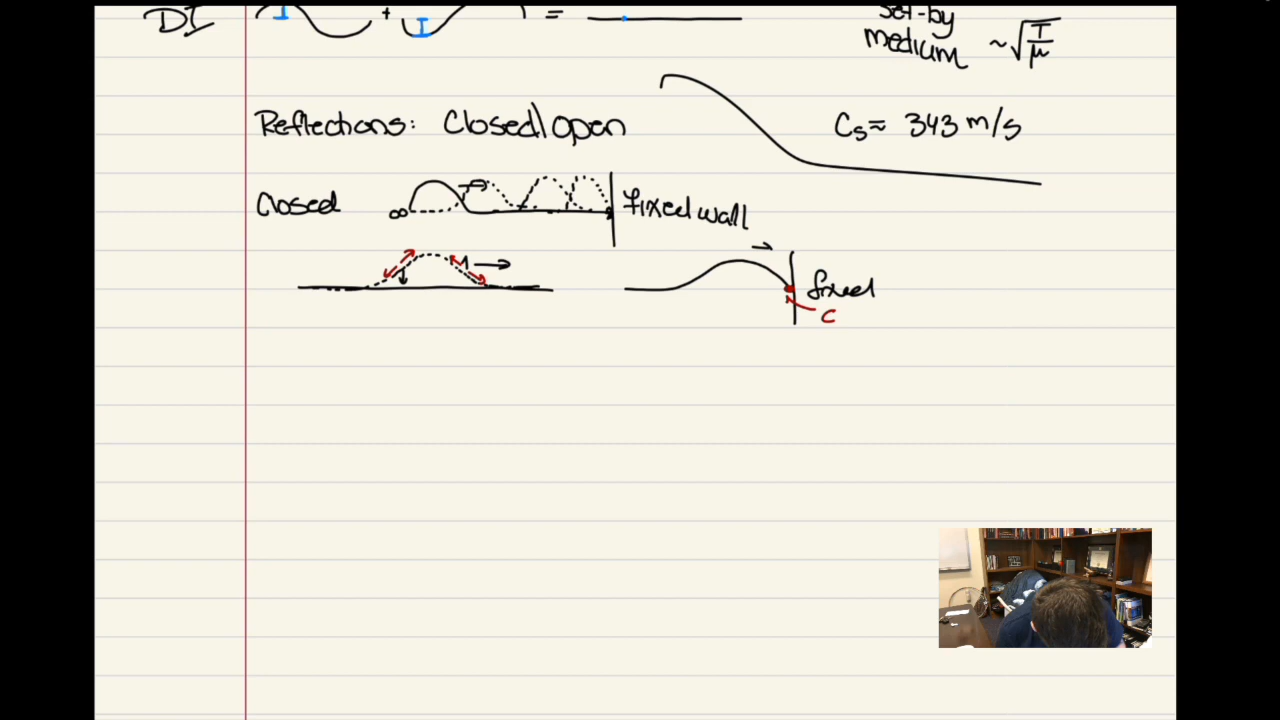 DI + =
set-by
medium ~√T/μ
Reflections: Closed\open
Cs≈ 343 m/s
Closed ∞ fixed wall
fixed
C